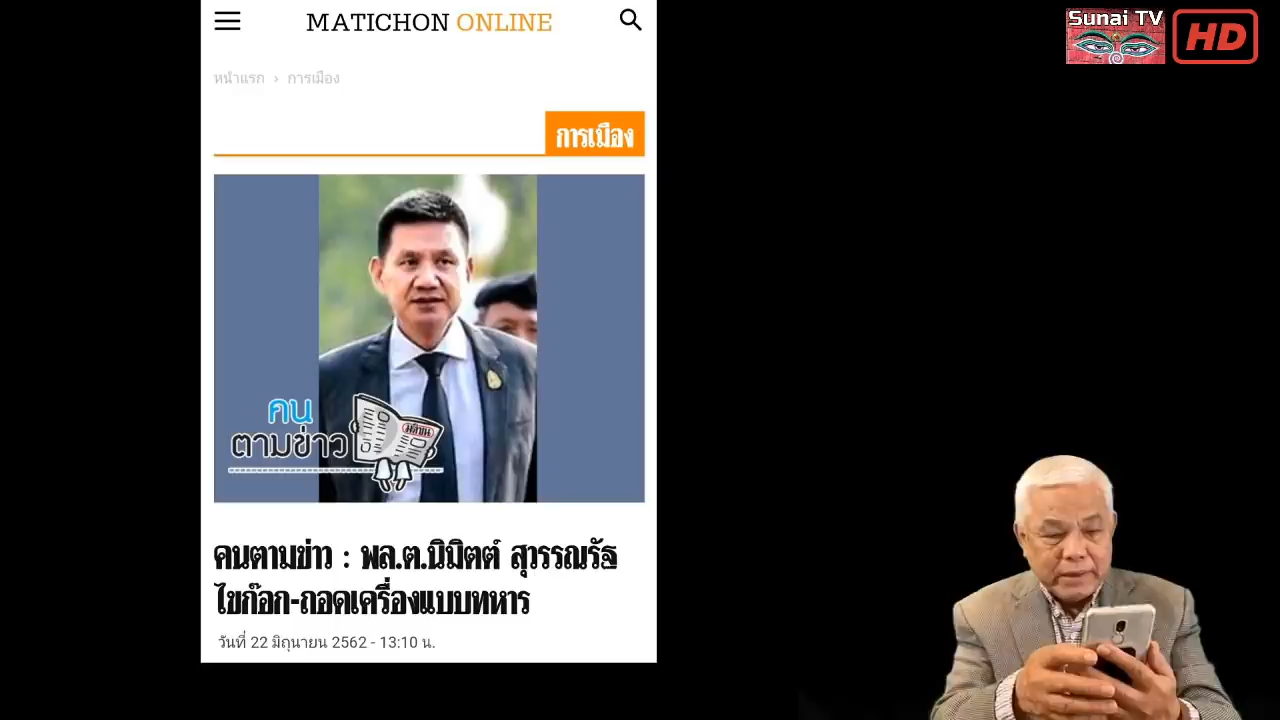 MATICHON ONLINE
Sunai TV
HD
หน้าแรก › การเมือง
การเมือง
คน
ตามข่าว
มติชน
คนตามข่าว : พล.ต.นิมิตต์ สุวรรณรัฐ
ไขก๊อก-ถอดเครื่องแบบทหาร
วันที่ 22 มิถุนายน 2562 - 13:10 น.